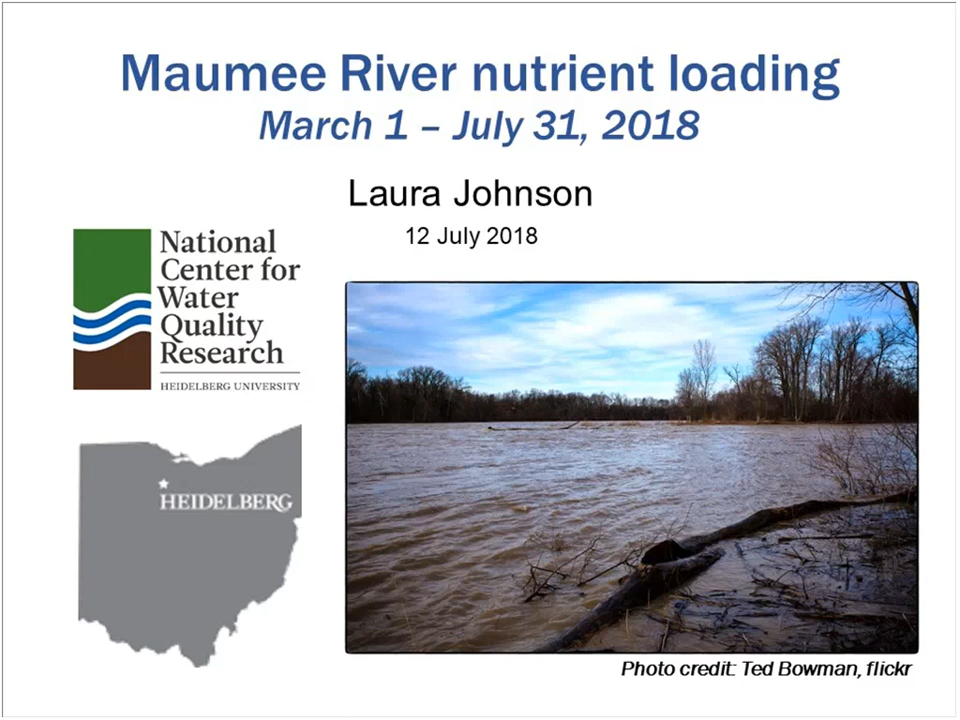 Maumee River nutrient loading
March 1 – July 31, 2018
Laura Johnson
12 July 2018
National
Center for
Water
Quality
Research
HEIDELBERG UNIVERSITY
HEIDELBERG
Photo credit: Ted Bowman, flickr